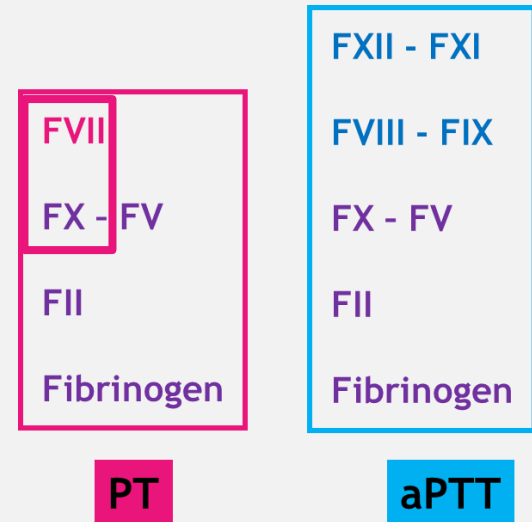 FVII
FX - FV
FII
Fibrinogen
PT
FXII - FXI
FVIII - FIX
FX - FV
FII
Fibrinogen
aPTT